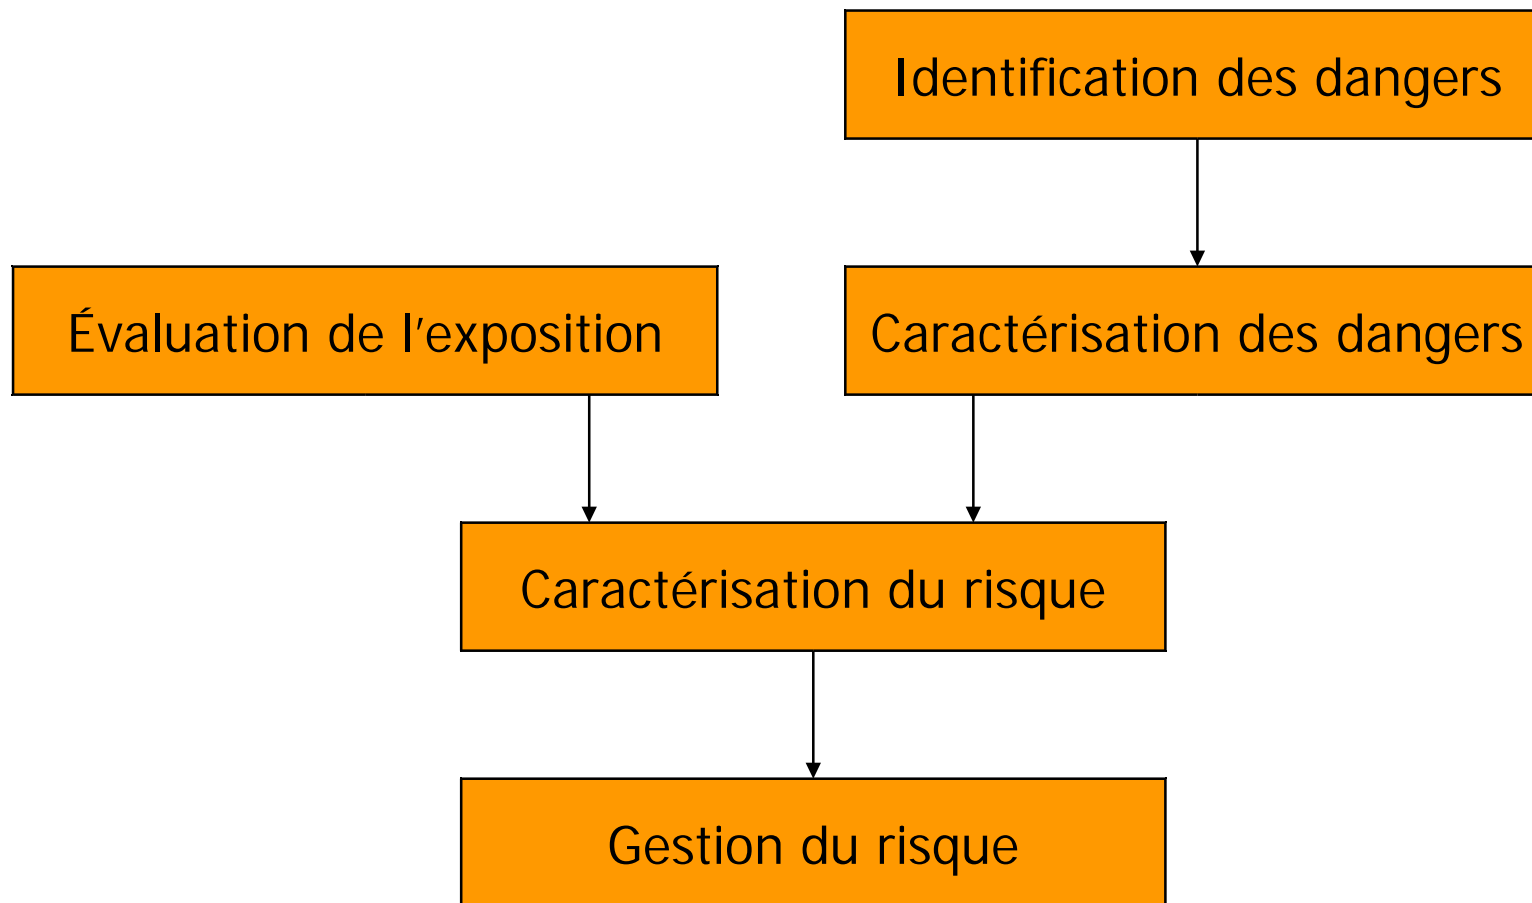 Identification des dangers
Évaluation de l'exposition
Caractérisation des dangers
Caractérisation du risque
Gestion du risque